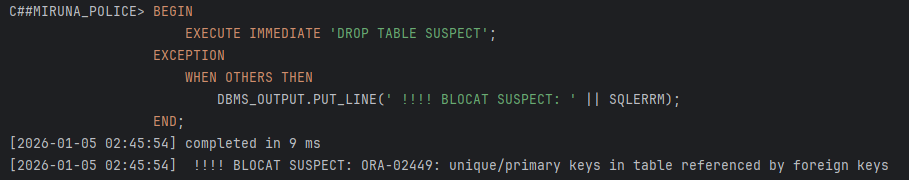 C##MIRUNA_POLICE> BEGIN
EXECUTE IMMEDIATE 'DROP TABLE SUSPECT';
EXCEPTION
WHEN OTHERS THEN
DBMS_OUTPUT.PUT_LINE(' !!!! BLOCAT SUSPECT: ' || SQLERRM);
END;
[2026-01-05 02:45:54] completed in 9 ms
[2026-01-05 02:45:54]  !!!! BLOCAT SUSPECT: ORA-02449: unique/primary keys in table referenced by foreign keys